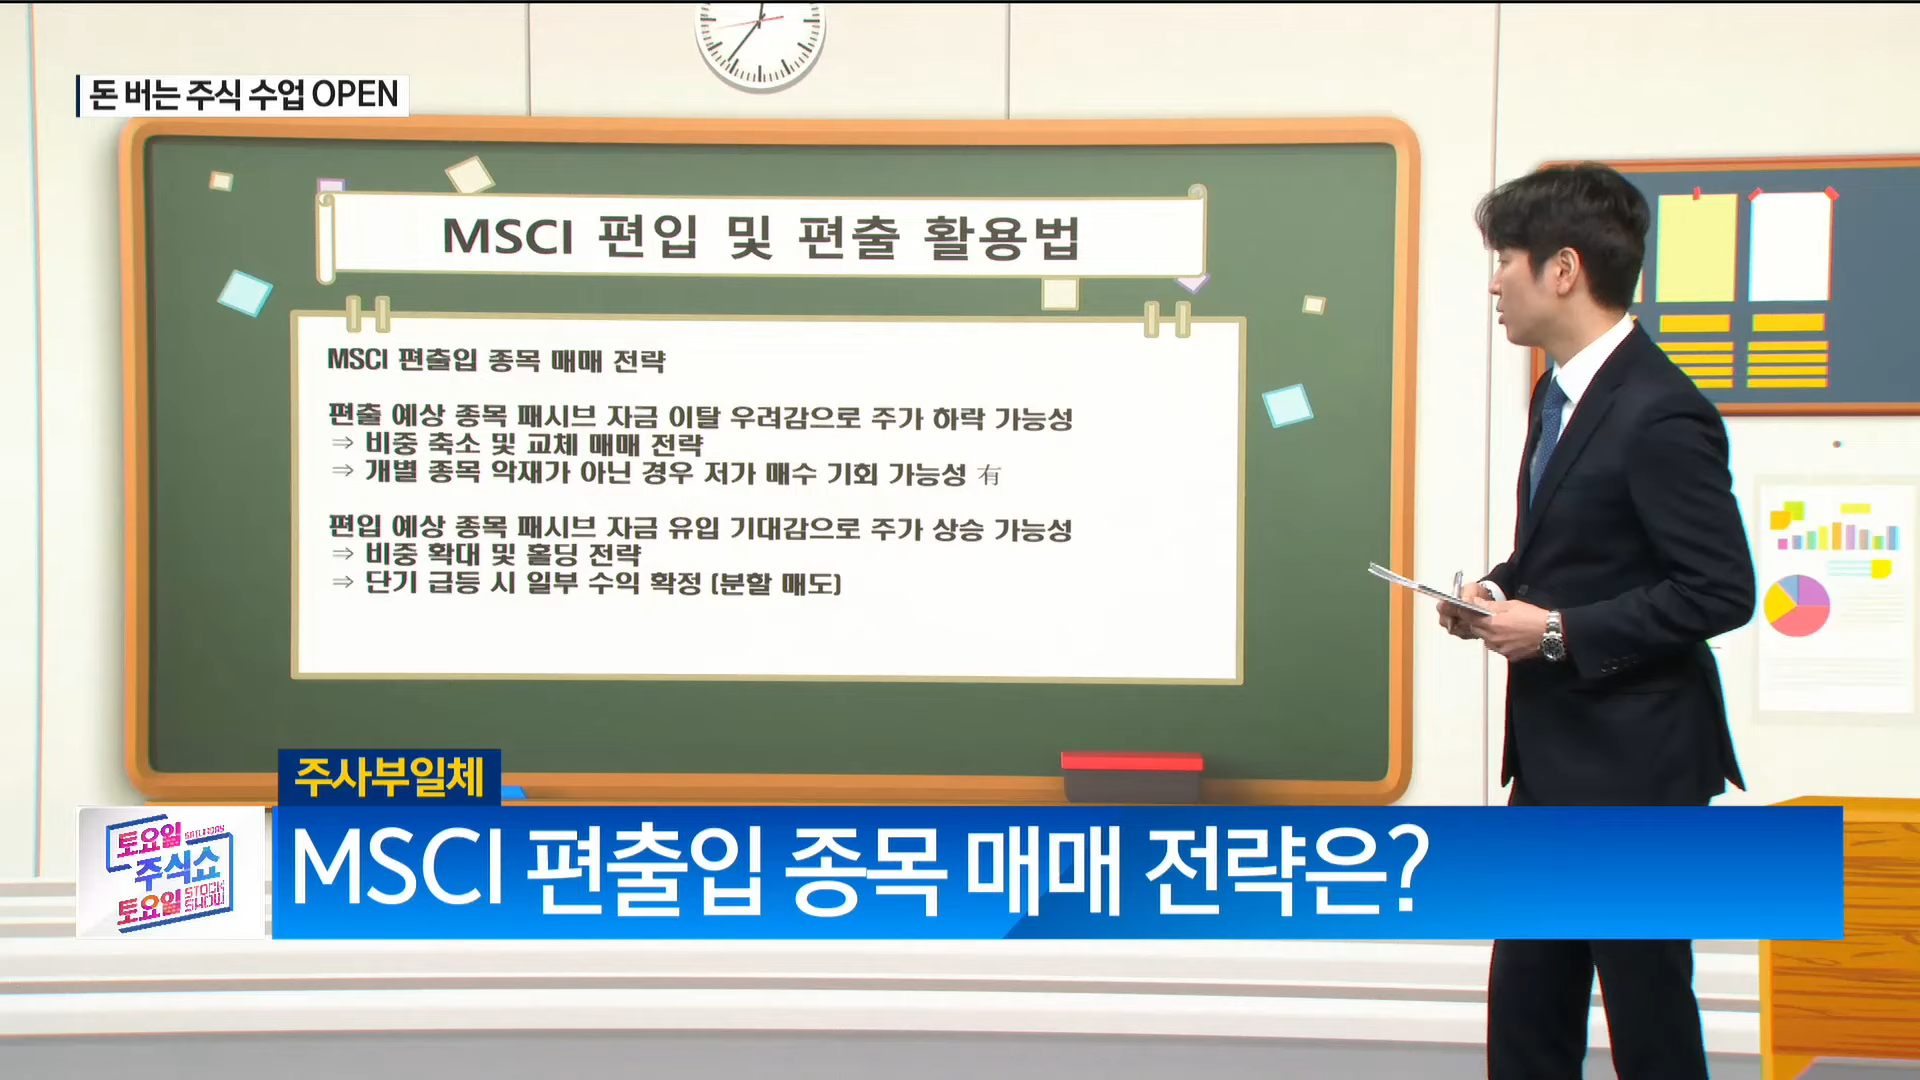 돈 버는 주식 수업 OPEN
MSCI 편입 및 편출 활용법
MSCI 편출입 종목 매매 전략
편출 예상 종목 패시브 자금 이탈 우려감으로 주가 하락 가능성
⇒ 비중 축소 및 교체 매매 전략
⇒ 개별 종목 악재가 아닌 경우 저가 매수 기회 가능성 有
편입 예상 종목 패시브 자금 유입 기대감으로 주가 상승 가능성
⇒ 비중 확대 및 홀딩 전략
⇒ 단기 급등 시 일부 수익 확정 (분할 매도)
주사부일체
토요일 SATURDAY
주식쇼
토요일 STOCK SHOW
MSCI 편출입 종목 매매 전략은?